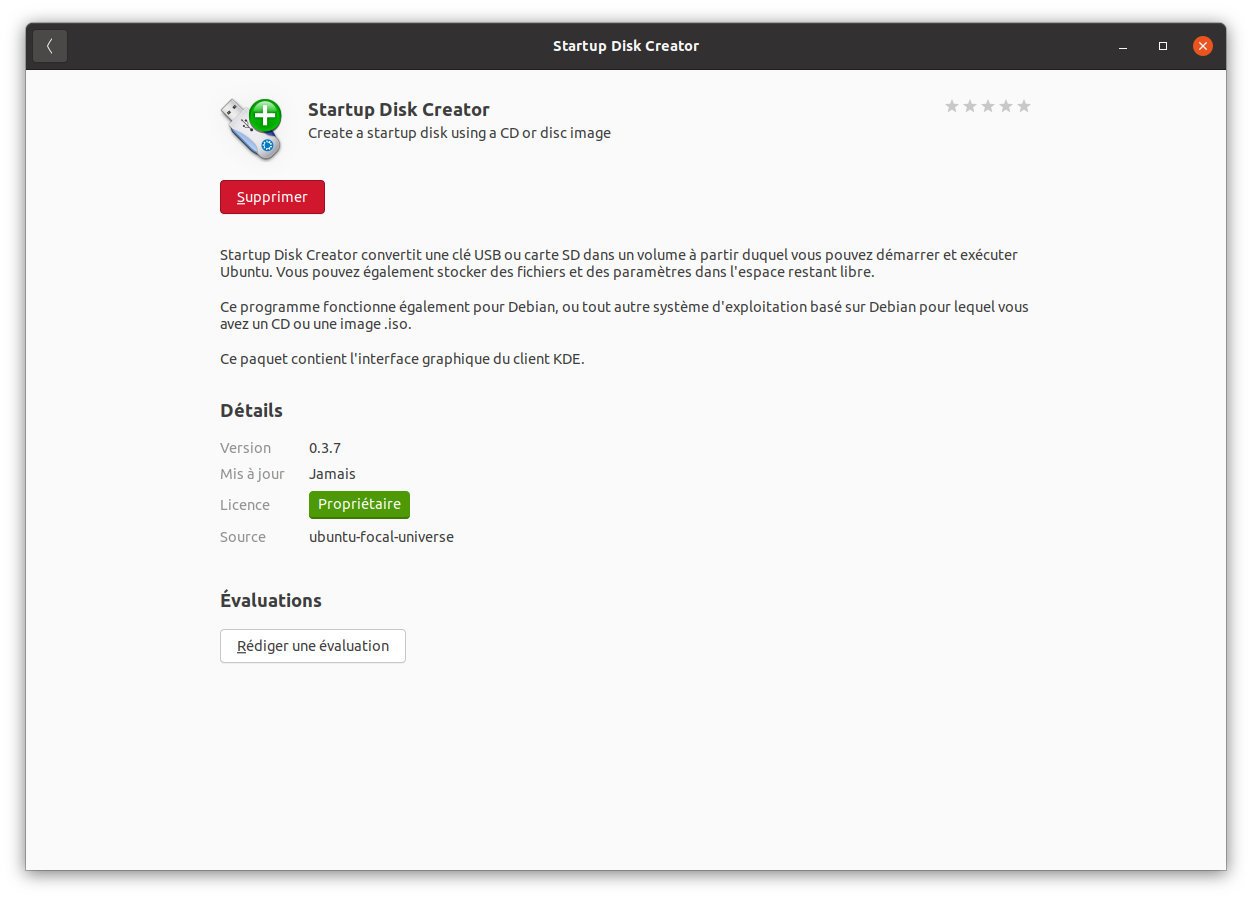 Startup Disk Creator
Startup Disk Creator
Create a startup disk using a CD or disc image
Supprimer
Startup Disk Creator convertit une clé USB ou carte SD dans un volume à partir duquel vous pouvez démarrer et exécuter
Ubuntu. Vous pouvez également stocker des fichiers et des paramètres dans l'espace restant libre.
Ce programme fonctionne également pour Debian, ou tout autre système d'exploitation basé sur Debian pour lequel vous
avez un CD ou une image .iso.
Ce paquet contient l'interface graphique du client KDE.
Détails
Version 0.3.7
Mis à jour Jamais
Licence Propriétaire
Source ubuntu-focal-universe
Évaluations
Rédiger une évaluation